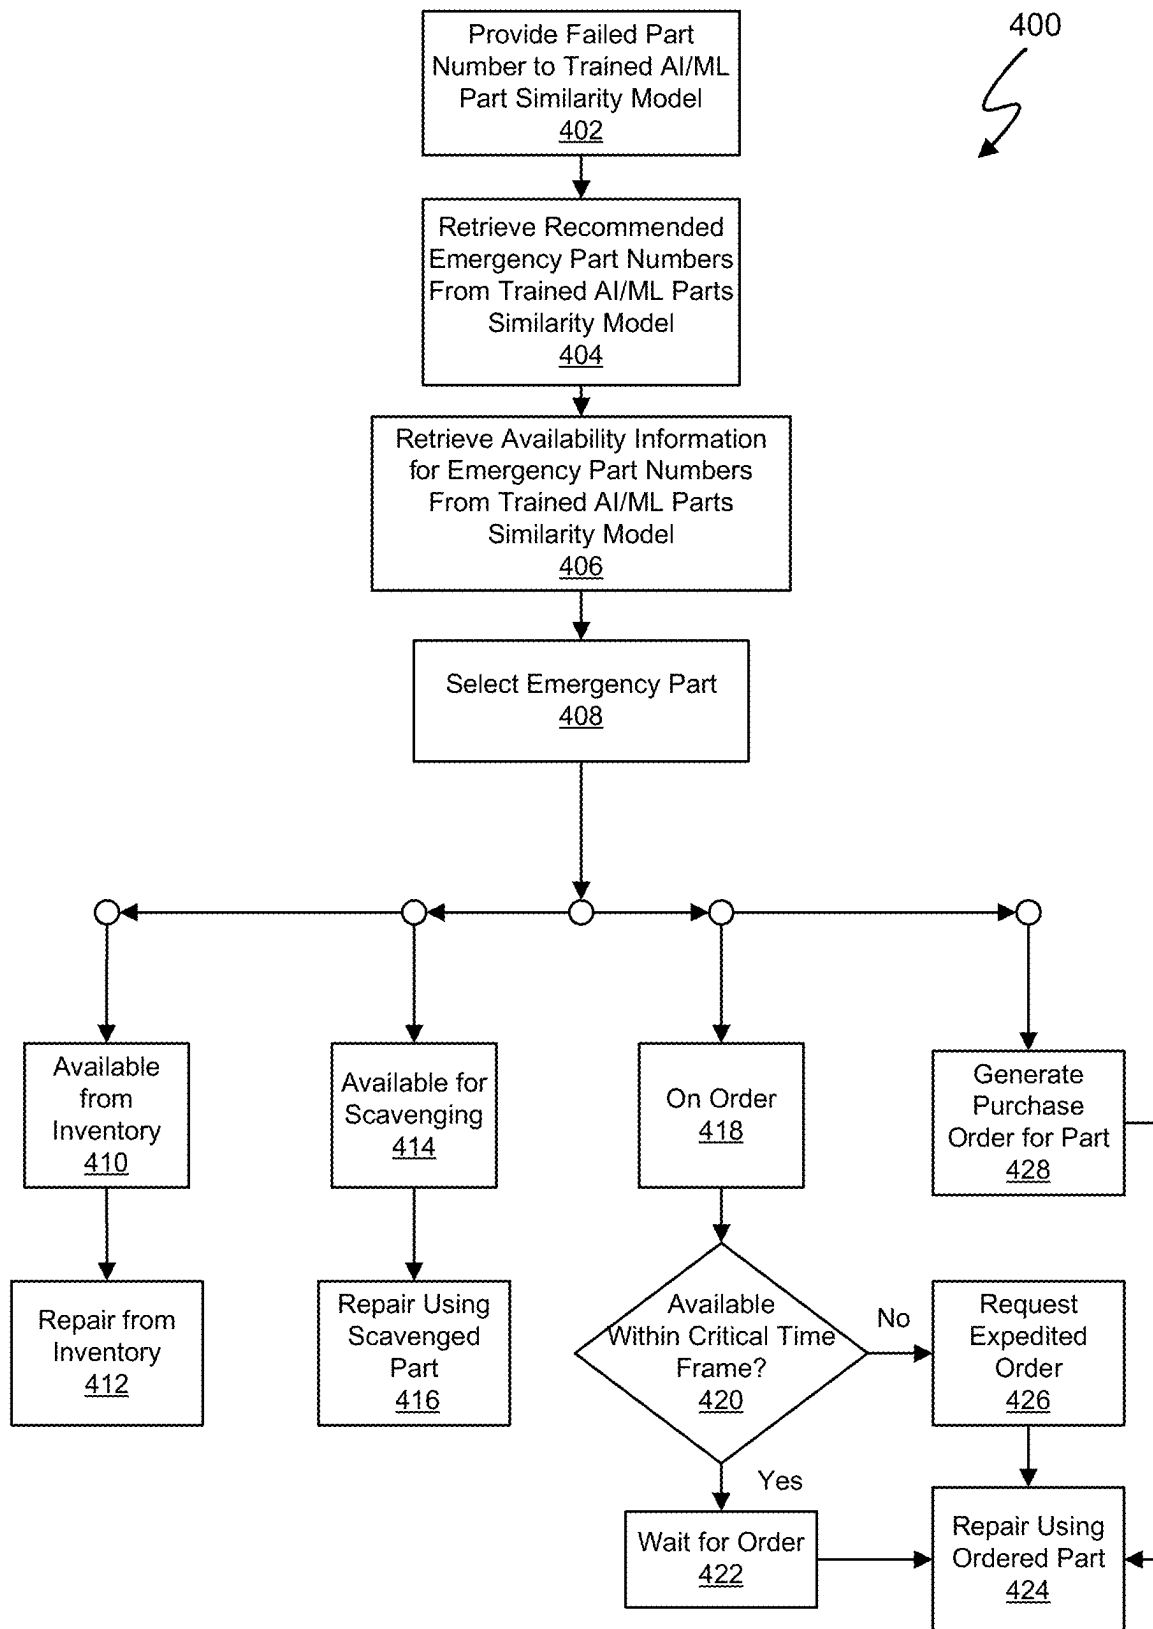 Provide Failed Part
Number to Trained AI/ML
Part Similarity Model
402
400
Retrieve Recommended
Emergency Part Numbers
From Trained AI/ML Parts
Similarity Model
404
Retrieve Availability Information
for Emergency Part Numbers
From Trained AI/ML Parts
Similarity Model
406
Select Emergency Part
408
Available
from
Inventory
410
Available for
Scavenging
414
On Order
418
Generate
Purchase
Order for Part
428
Repair from
Inventory
412
Repair Using
Scavenged
Part
416
Available
Within Critical Time
Frame?
420
No
Request
Expedited
Order
426
Yes
Wait for Order
422
Repair Using
Ordered Part
424